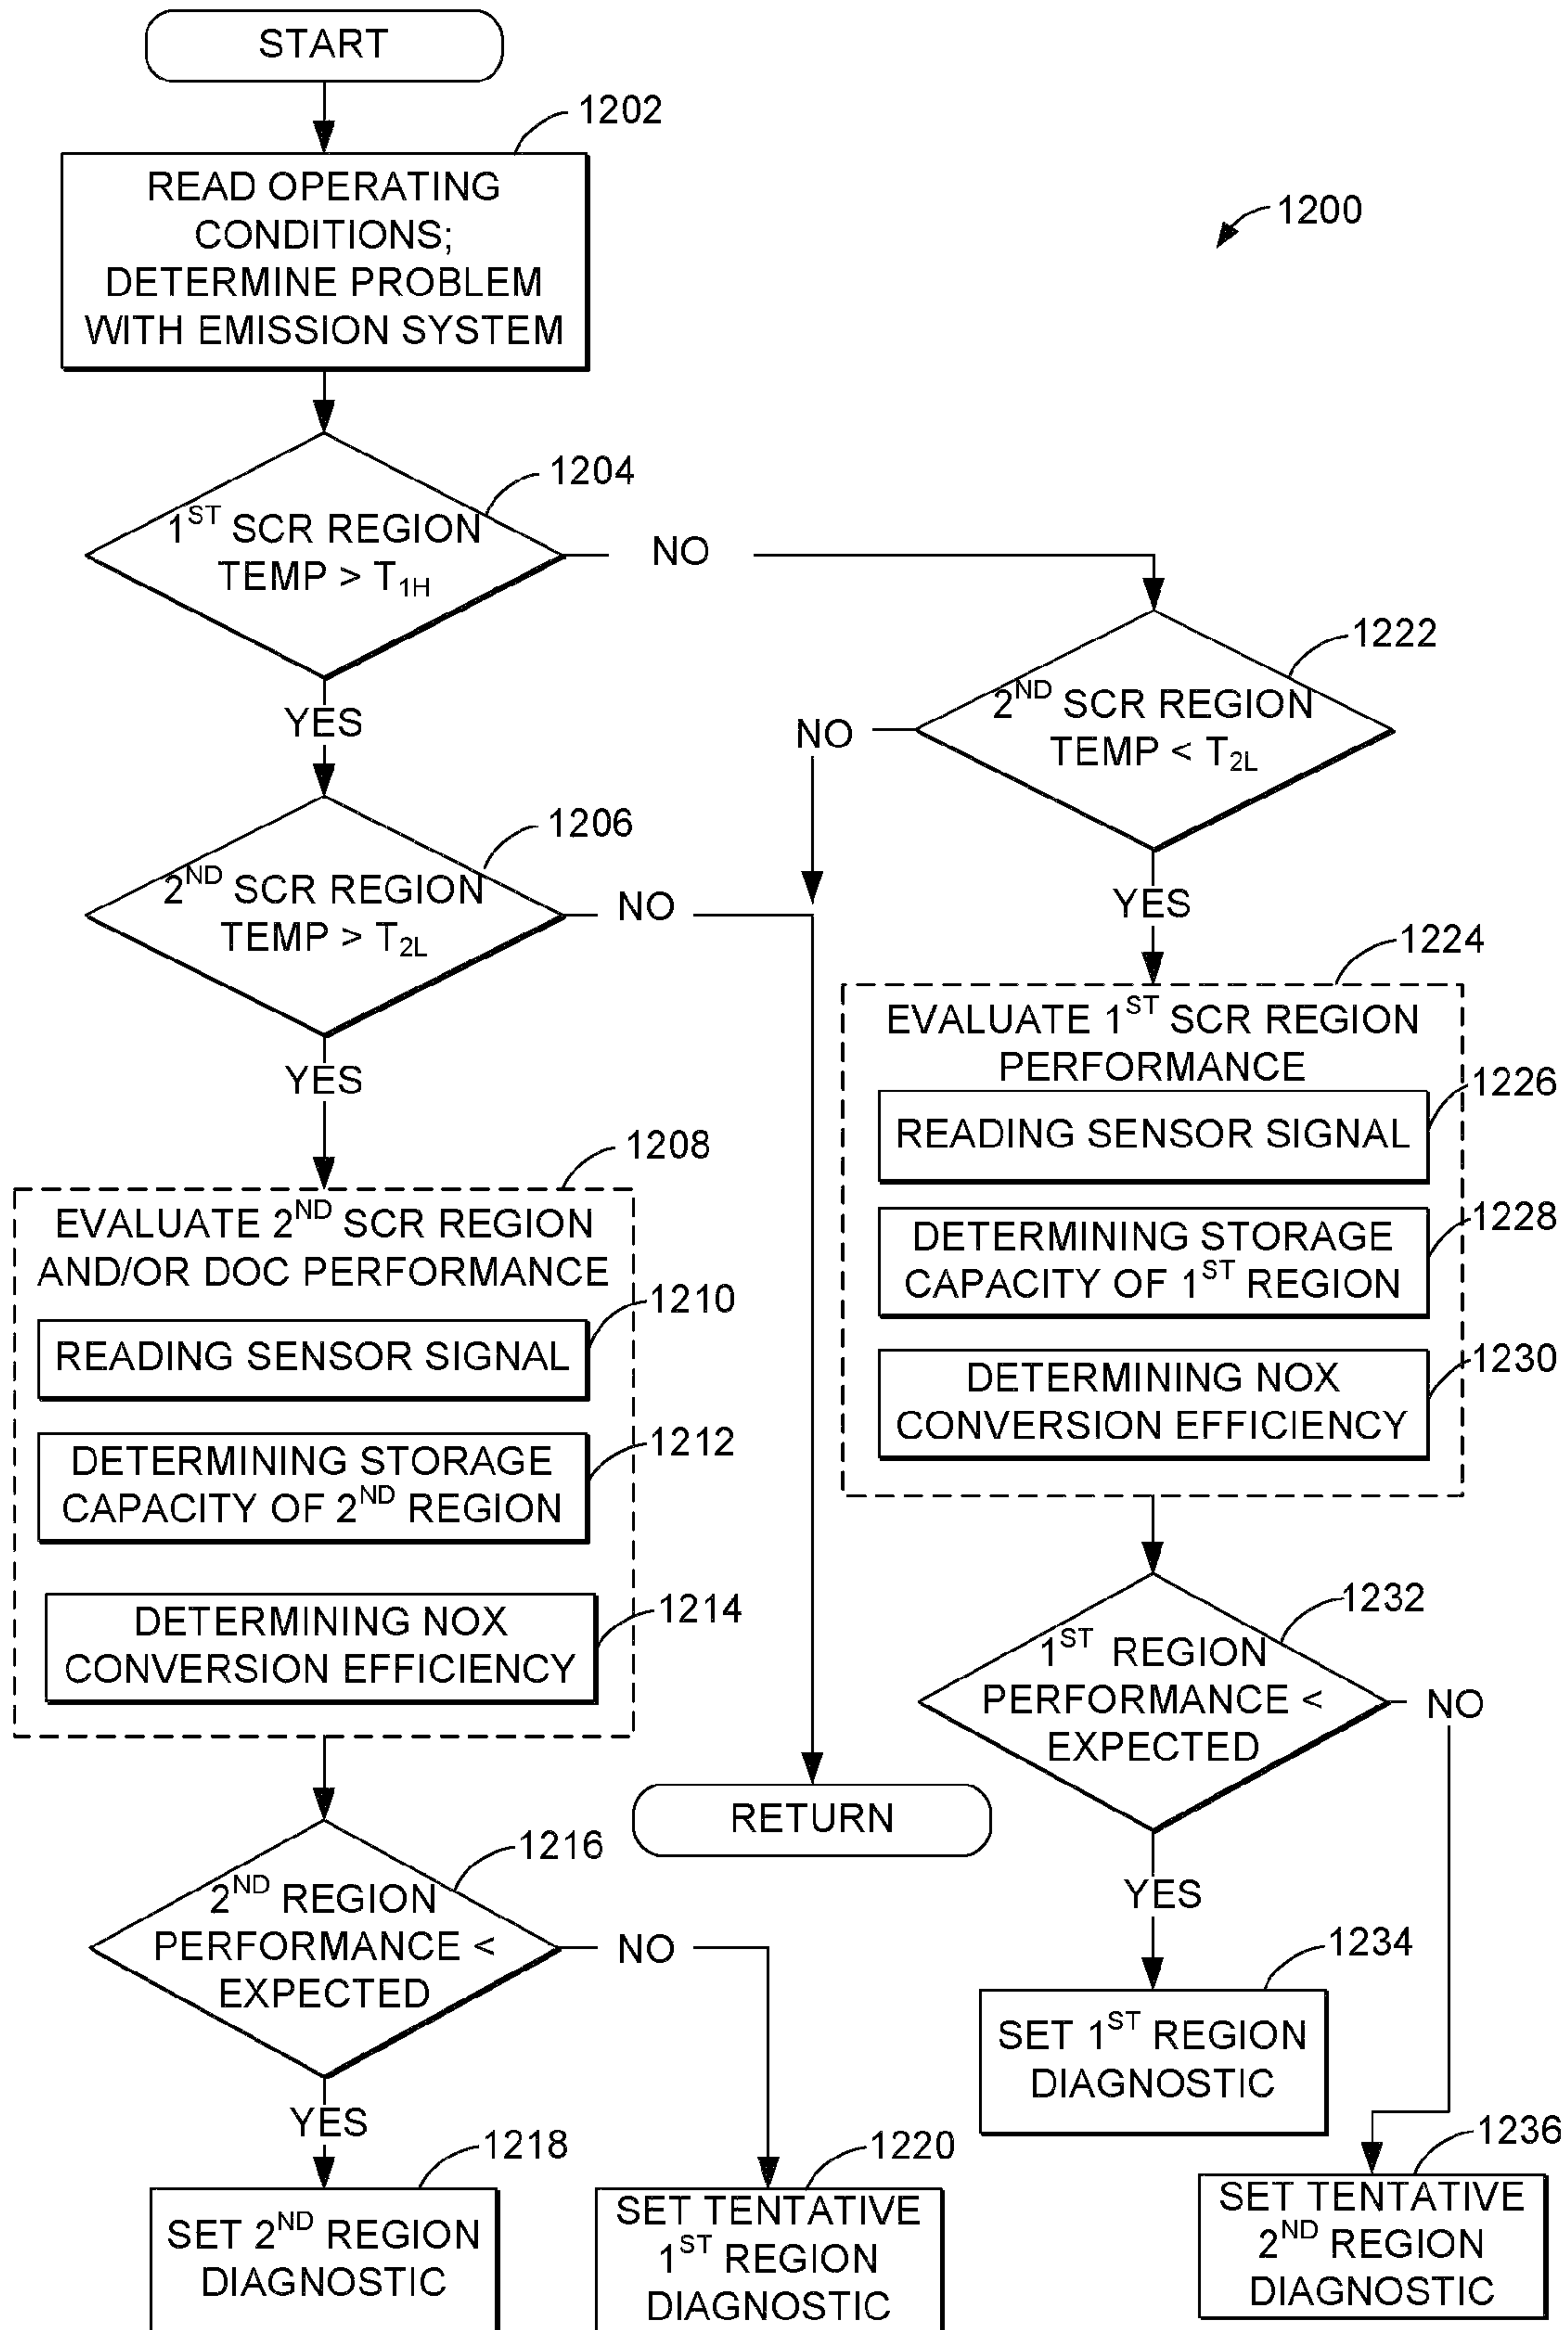 START
1202
READ OPERATING
CONDITIONS;
DETERMINE PROBLEM
WITH EMISSION SYSTEM
1200
1204
1ST SCR REGION
TEMP > T1H
NO
YES
1222
2ND SCR REGION
TEMP < T2L
NO
YES
1206
2ND SCR REGION
TEMP > T2L
NO
YES
1224
EVALUATE 1ST SCR REGION
PERFORMANCE
1226
READING SENSOR SIGNAL
1228
DETERMINING STORAGE
CAPACITY OF 1ST REGION
1230
DETERMINING NOX
CONVERSION EFFICIENCY
1208
EVALUATE 2ND SCR REGION
AND/OR DOC PERFORMANCE
1210
READING SENSOR SIGNAL
1212
DETERMINING STORAGE
CAPACITY OF 2ND REGION
1214
DETERMINING NOX
CONVERSION EFFICIENCY
1232
1ST REGION
PERFORMANCE <
EXPECTED
NO
YES
RETURN
1216
2ND REGION
PERFORMANCE <
EXPECTED
NO
YES
1234
SET 1ST REGION
DIAGNOSTIC
1218
SET 2ND REGION
DIAGNOSTIC
1220
SET TENTATIVE
1ST REGION
DIAGNOSTIC
1236
SET TENTATIVE
2ND REGION
DIAGNOSTIC